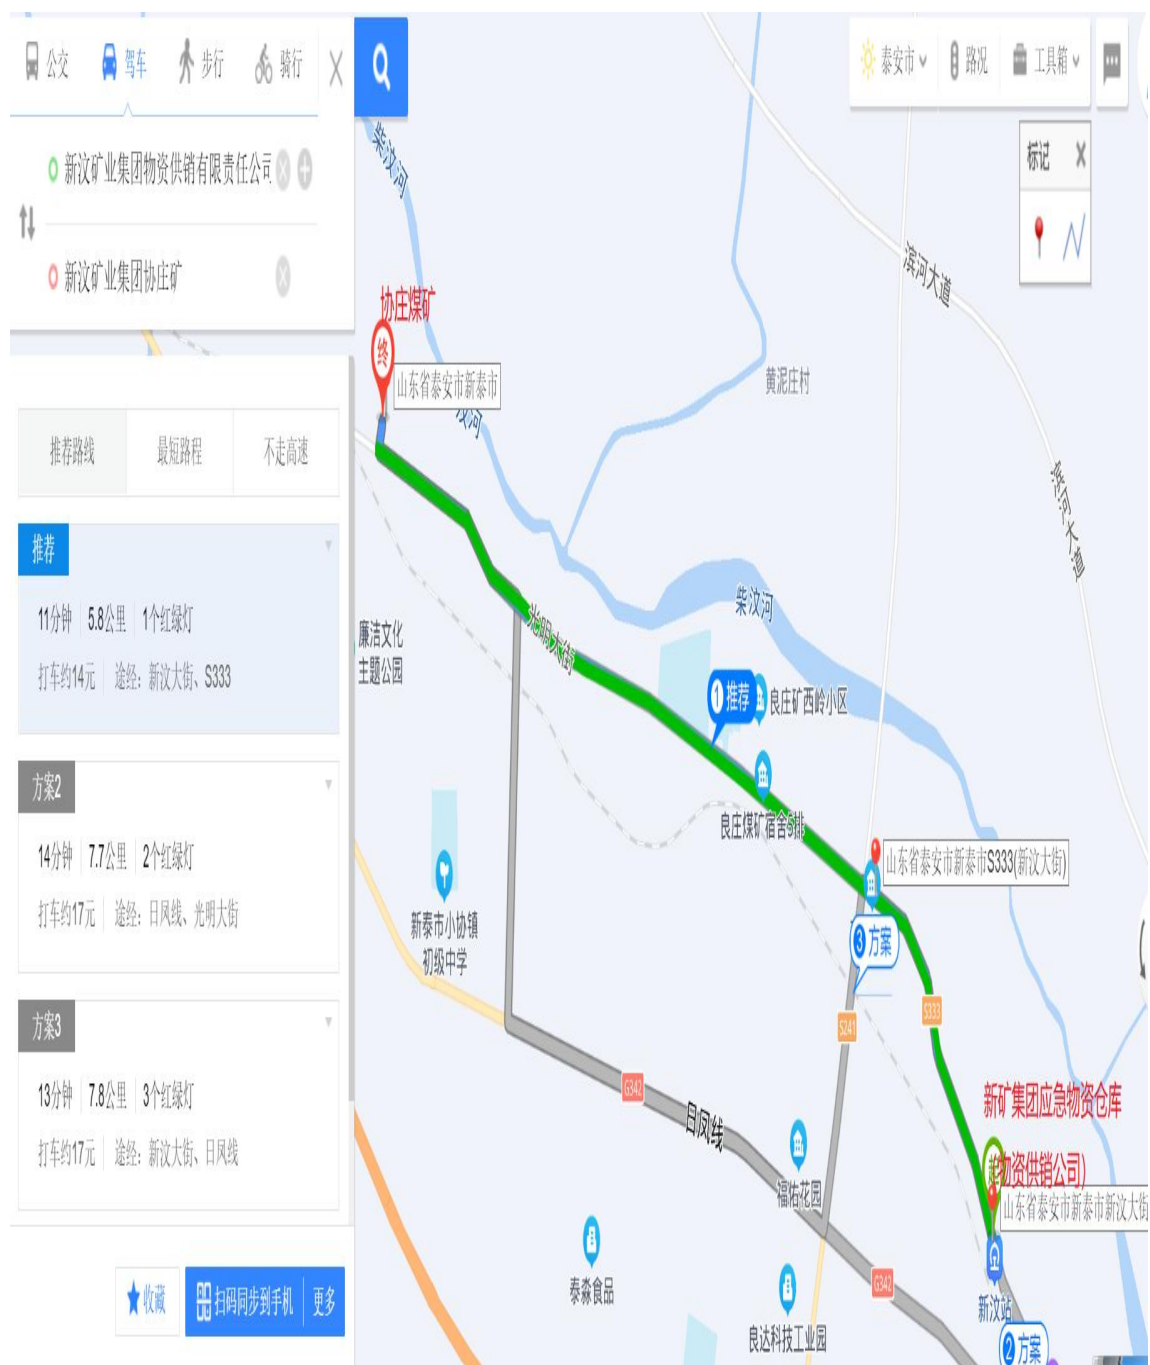 公交 驾车 步行 骑行
新汶矿业集团物资供销有限责任公司
新汶矿业集团协庄矿
推荐路线 最短路程 不走高速
推荐
11分钟 5.8公里 1个红绿灯
打车约14元 途经：新汶大街、S333
方案2
14分钟 7.7公里 2个红绿灯
打车约17元 途经：日凤线、光明大街
方案3
13分钟 7.8公里 3个红绿灯
打车约17元 途经：新汶大街、日凤线
收藏 扫码同步到手机 更多
泰安市 路况 工具箱
标记
柴汶河
滨河大道
协庄煤矿
终
山东省泰安市新泰市
汶河
黄泥庄村
滨河大道
柴汶河
光明大街
廉洁文化
主题公园
1 推荐
良庄矿西岭小区
良庄煤矿宿舍5排
山东省泰安市新泰市S333(新汶大街)
新泰市小协镇
初级中学
3 方案
S333
S241
G342
日凤线
新矿集团应急物资仓库
物资供销公司)
山东省泰安市新泰市新汶大街
福佑花园
泰淼食品
G342
新汶站
良达科技工业园
2 方案